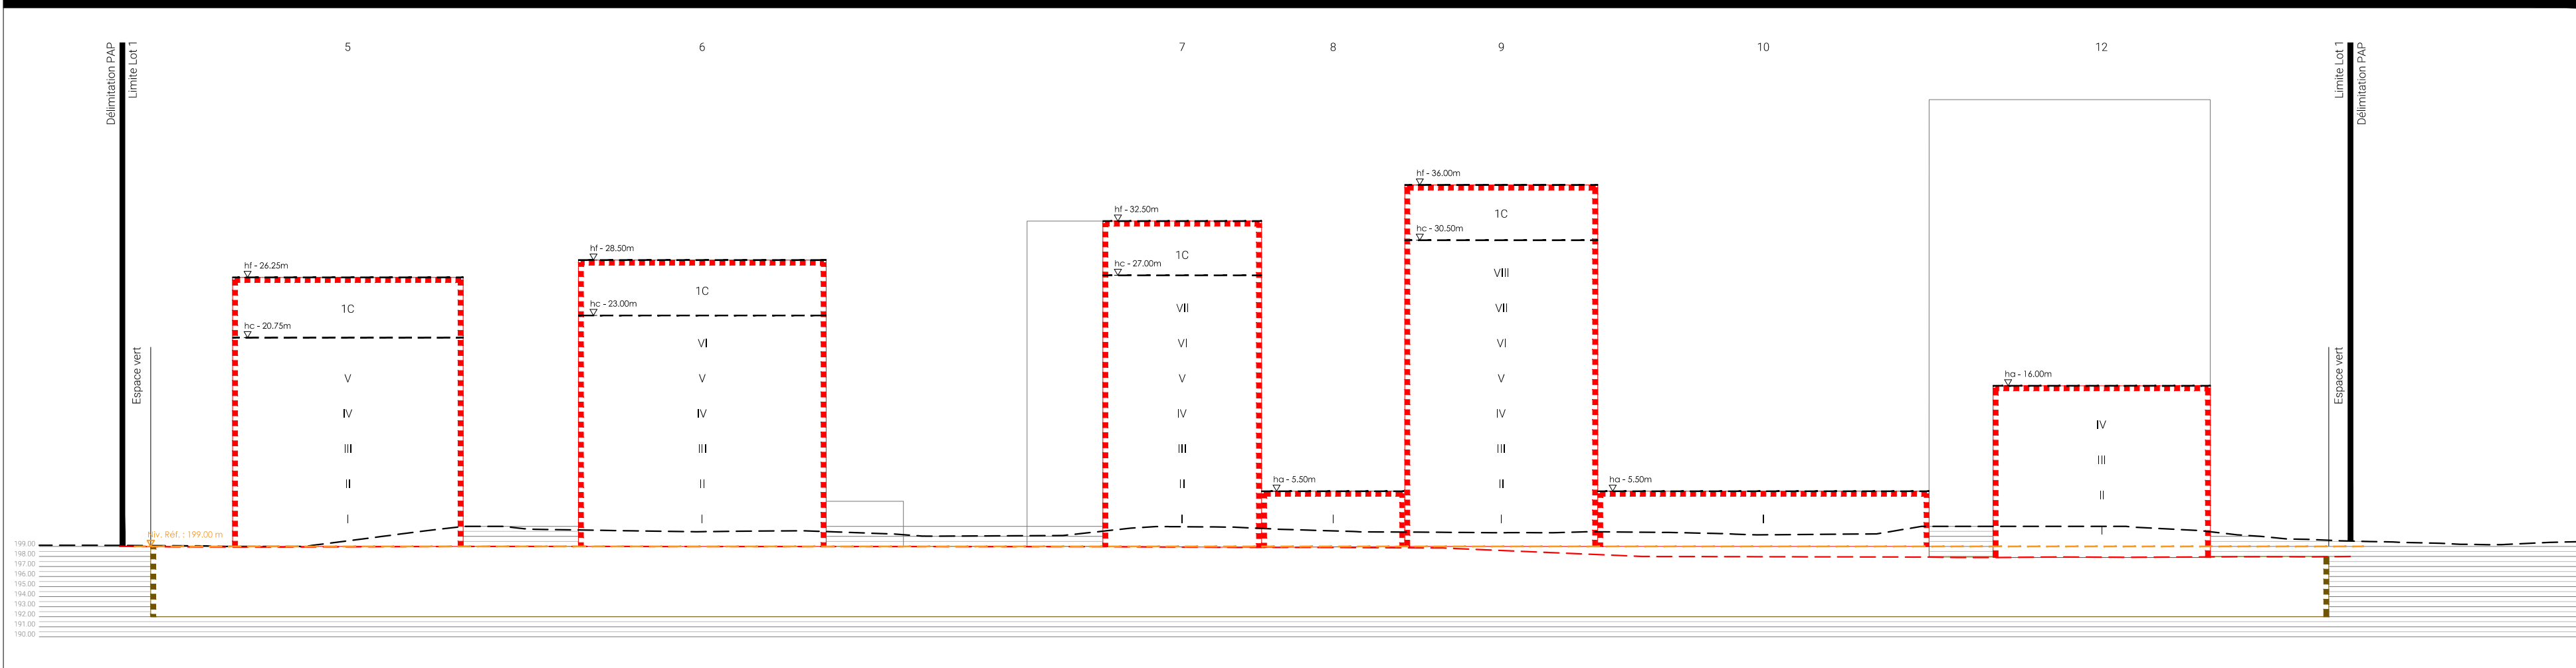 5
6
7
8
9
10
12
Délimitation PAP
Limite Lot 1
Limite Lot 1
Délimitation PAP
hf - 36.00m
1C
hf - 32.50m
hc - 30.50m
hf - 28.50m
1C
hf - 26.25m
hc - 27.00m
VIII
1C
hc - 23.00m
1C
VII
VII
hc - 20.75m
VI
VI
VI
Espace vert
Espace vert
V
V
V
V
ha - 16.00m
IV
IV
IV
IV
IV
III
III
III
III
III
II
II
II
II
ha - 5.50m
ha - 5.50m
II
I
I
I
I
I
I
I
Niv. Réf. : 199.00 m
199.00
198.00
197.00
196.00
195.00
194.00
193.00
192.00
191.00
190.00